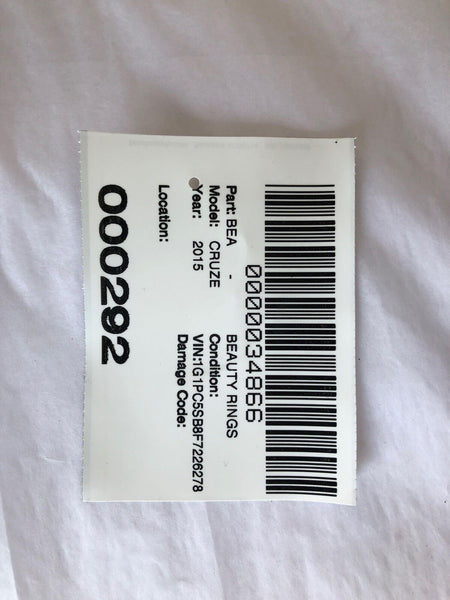 0000034866
Part: BEA - BEAUTY RINGS
Model: CRUZE Condition:
Year: 2015 VIN:1G1PC5SB8F7226278
Damage Code:
Location:
000292